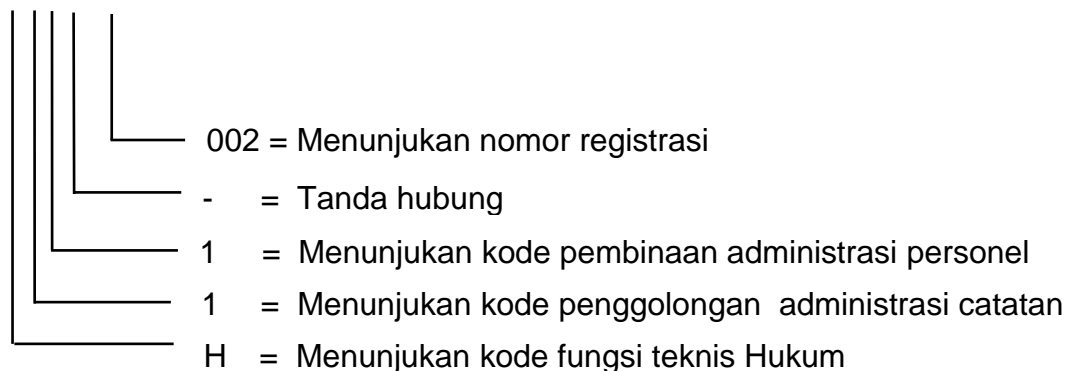 002 = Menunjukan nomor registrasi
- = Tanda hubung
1 = Menunjukan kode pembinaan administrasi personel
1 = Menunjukan kode penggolongan administrasi catatan
H = Menunjukan kode fungsi teknis Hukum